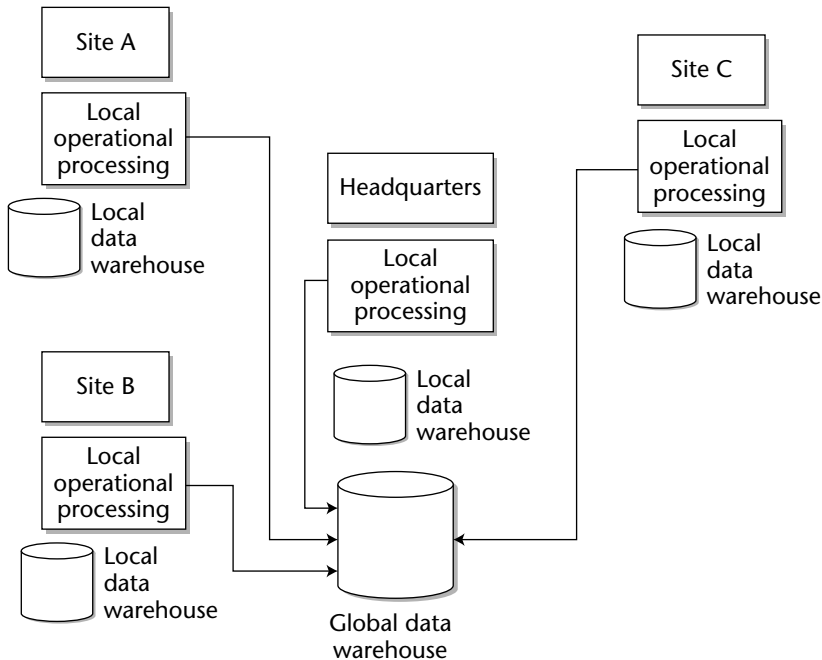 Site A
Local
operational
processing
Local
data
warehouse
Site B
Local
operational
processing
Local
data
warehouse
Headquarters
Local
operational
processing
Local
data
warehouse
Global data
warehouse
Site C
Local
operational
processing
Local
data
warehouse